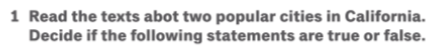 1 Read the texts abot two popular cities in California.
Decide if the following statements are true or false.